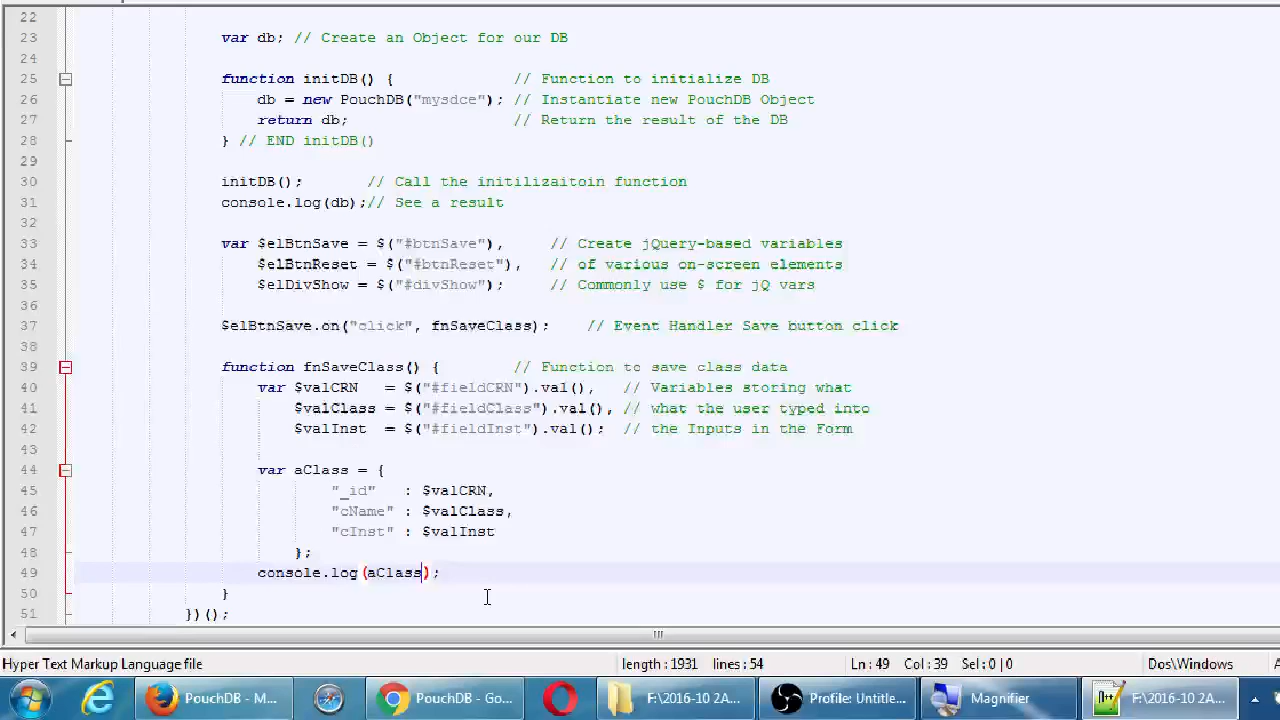 22
23 var db; // Create an Object for our DB
24
25 function initDB() { // Function to initialize DB
26 db = new PouchDB("mysdce"); // Instantiate new PouchDB Object
27 return db; // Return the result of the DB
28 } // END initDB()
29
30 initDB(); // Call the initilizaitoin function
31 console.log(db);// See a result
32
33 var $elBtnSave = $("#btnSave"), // Create jQuery-based variables
34 $elBtnReset = $("#btnReset"), // of various on-screen elements
35 $elDivShow = $("#divShow"); // Commonly use $ for jQ vars
36
37 $elBtnSave.on("click", fnSaveClass); // Event Handler Save button click
38
39 function fnSaveClass() { // Function to save class data
40 var $valCRN = $("#fieldCRN").val(), // Variables storing what
41 $valClass = $("#fieldClass").val(), // what the user typed into
42 $valInst = $("#fieldInst").val(); // the Inputs in the Form
43
44 var aClass = {
45 "_id" : $valCRN,
46 "cName" : $valClass,
47 "cInst" : $valInst
48 };
49 console.log(aClass);
50 }
51 })();
Hyper Text Markup Language file length : 1931 lines : 54 Ln : 49 Col : 39 Sel : 0 | 0 Dos\Windows
PouchDB - M... PouchDB - Go... F:\2016-10 2A... Profile: Untitle... Magnifier F:\2016-10 2A...